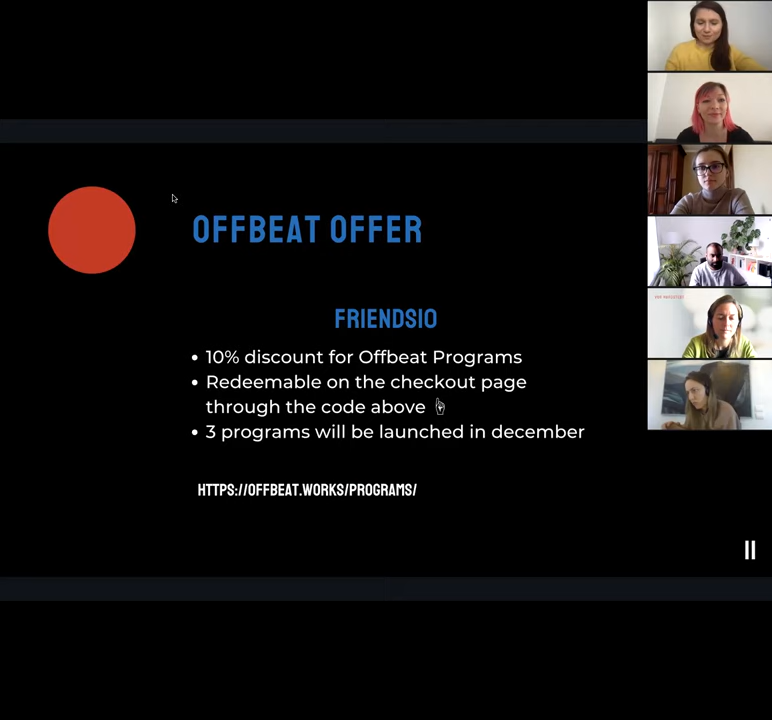 OFFBEAT OFFER
FRIENDS10
• 10% discount for Offbeat Programs
• Redeemable on the checkout page
through the code above ☝
• 3 programs will be launched in december
HTTPS://OFFBEAT.WORKS/PROGRAMS/